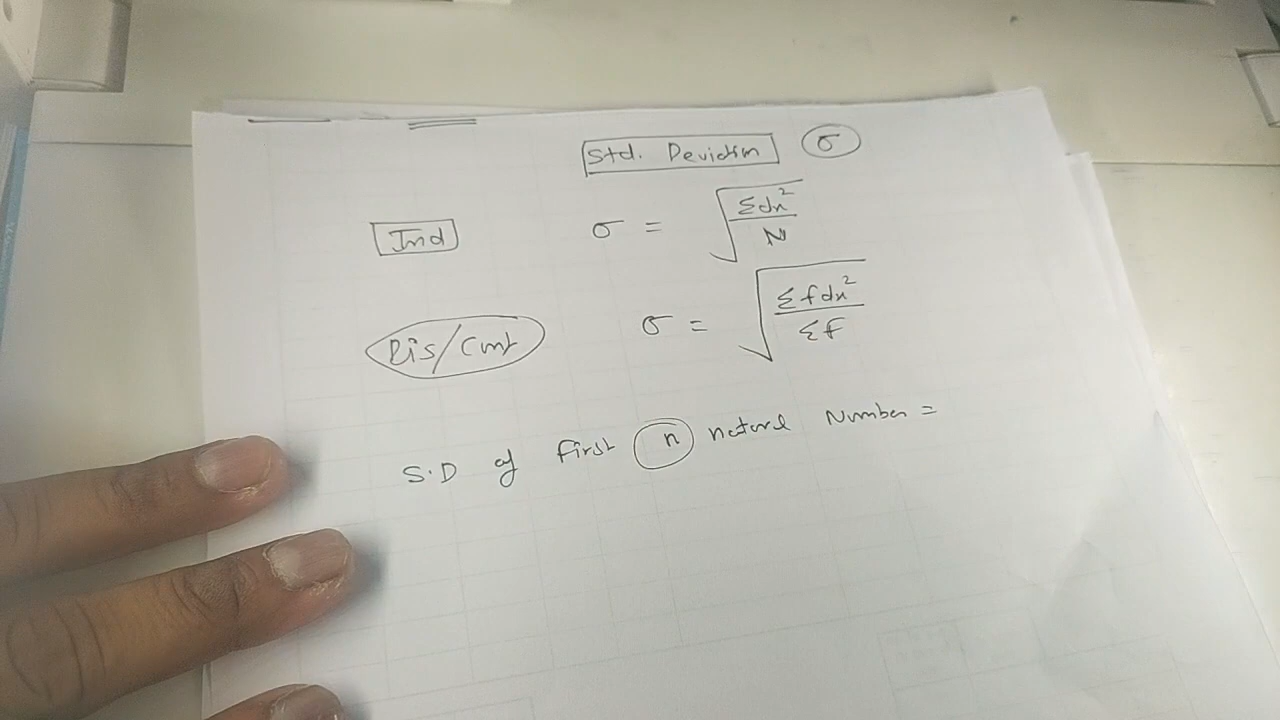 Std. Deviation σ
Ind σ = √(Σdx²/N)
Dis/Cont σ = √(Σfdx²/Σf)
S.D of first n natural Number =